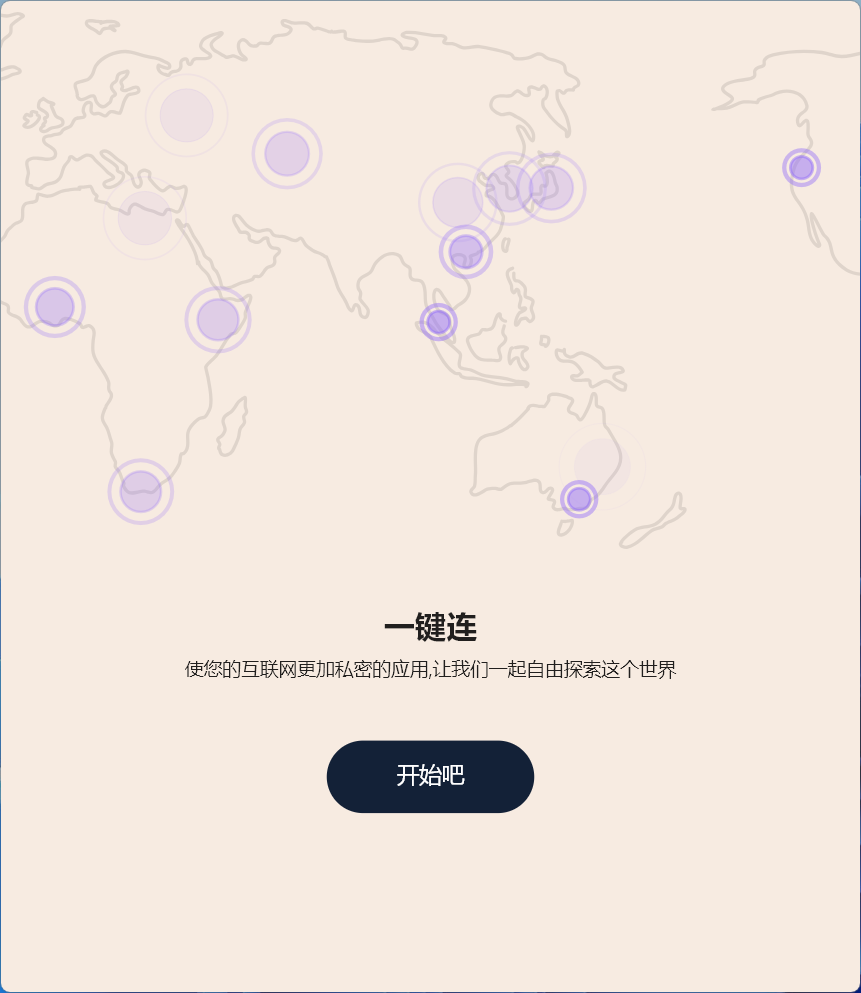 一键连
使您的互联网更加私密的应用,让我们一起自由探索这个世界
开始吧